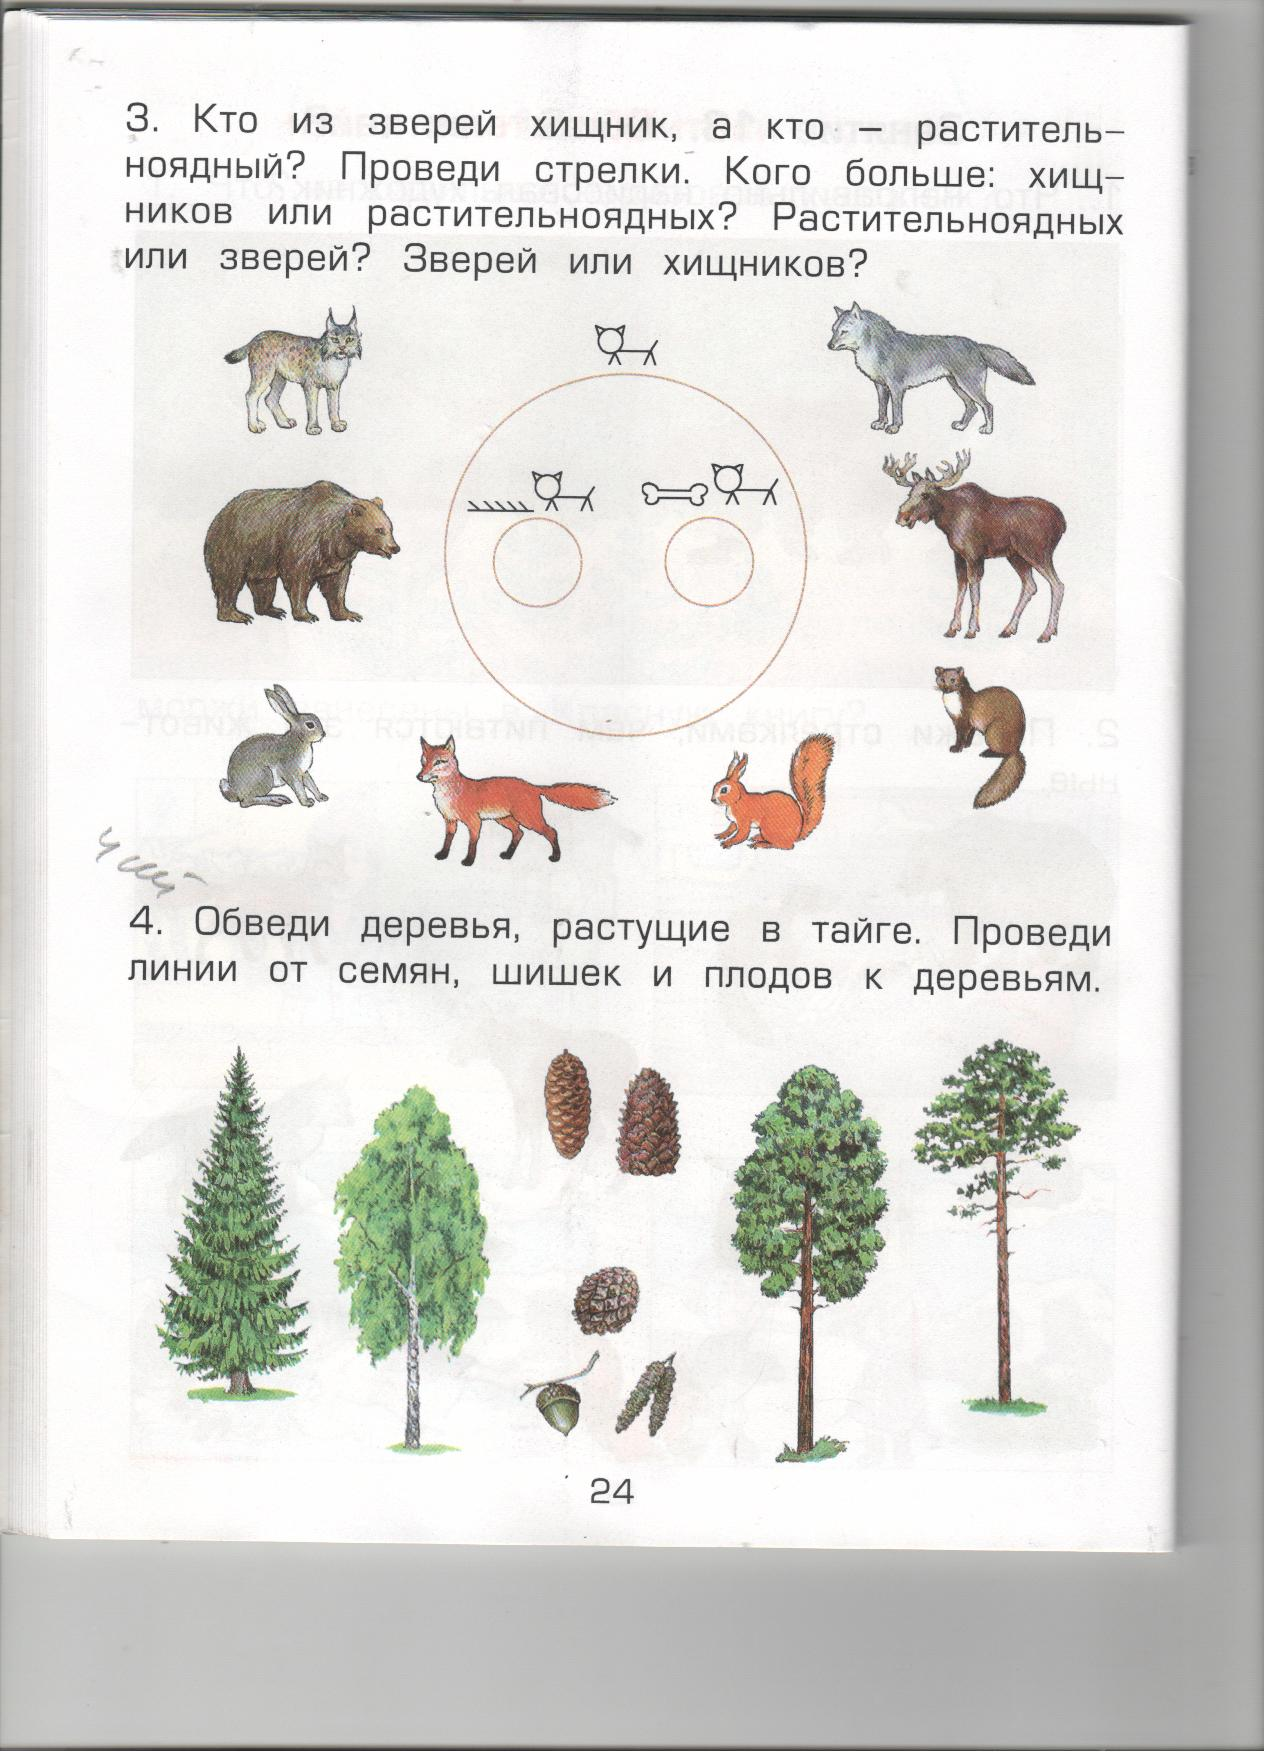 3. Кто из зверей хищник, а кто — раститель-
ноядный? Проведи стрелки. Кого больше: хищ-
ников или растительноядных? Растительноядных
или зверей? Зверей или хищников?
4. Обведи деревья, растущие в тайге. Проведи
линии от семян, шишек и плодов к деревьям.
24